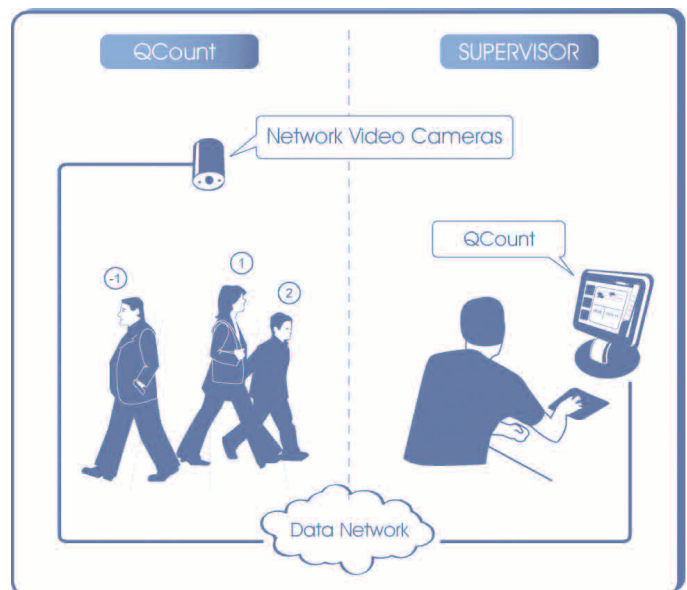 QCount
SUPERVISOR
Network Video Cameras
QCount
-1
1
2
Data Network